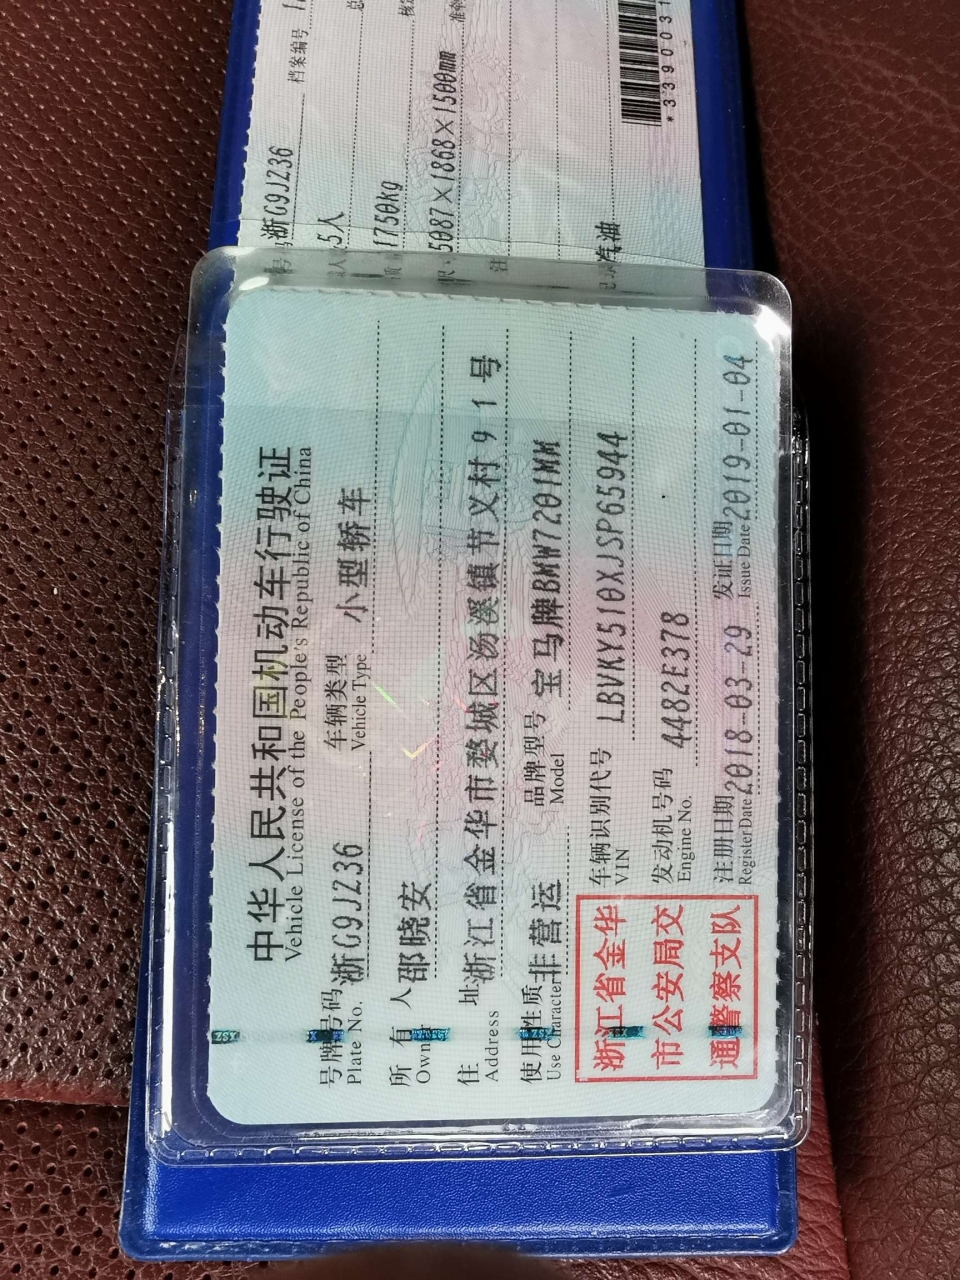 中华人民共和国机动车行驶证
Vehicle License of the People's Republic of China
号牌号码 浙G9JZ36 车辆类型 小型轿车
Plate No. Vehicle Type
所有人 邵晓安
Owner
住址 浙江省金华市婺城区汤溪镇节义村91号
Address
使用性质 非营运 品牌型号 宝马牌BMW7201MM
Use Character Model
浙江省金华
市公安局交
通警察支队
车辆识别代号 LBVKY510XJSP65944
VIN
发动机号码 4482E378
Engine No.
注册日期 2018-03-29 发证日期 2019-01-04
Register Date Issue Date
浙G9JZ36 档案编号
5人
1750kg
5087×1868×1500mm
注
汽油
*3390031